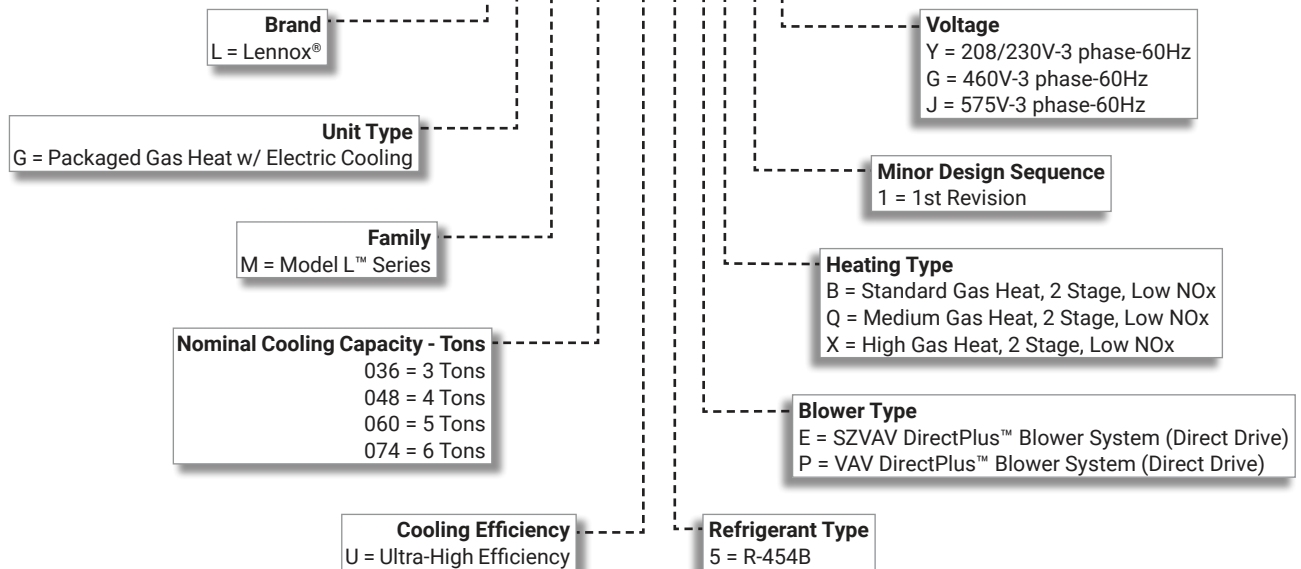 Brand
L = Lennox®
Unit Type
G = Packaged Gas Heat w/ Electric Cooling
Family
M = Model L™ Series
Nominal Cooling Capacity - Tons
036 = 3 Tons
048 = 4 Tons
060 = 5 Tons
074 = 6 Tons
Cooling Efficiency
U = Ultra-High Efficiency
Voltage
Y = 208/230V-3 phase-60Hz
G = 460V-3 phase-60Hz
J = 575V-3 phase-60Hz
Minor Design Sequence
1 = 1st Revision
Heating Type
B = Standard Gas Heat, 2 Stage, Low NOx
Q = Medium Gas Heat, 2 Stage, Low NOx
X = High Gas Heat, 2 Stage, Low NOx
Blower Type
E = SZVAV DirectPlus™ Blower System (Direct Drive)
P = VAV DirectPlus™ Blower System (Direct Drive)
Refrigerant Type
5 = R-454B